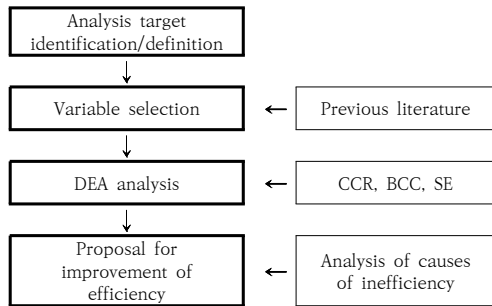 Analysis target
identification/definition
Variable selection
Previous literature
DEA analysis
CCR, BCC, SE
Proposal for
improvement of
efficiency
Analysis of causes
of inefficiency